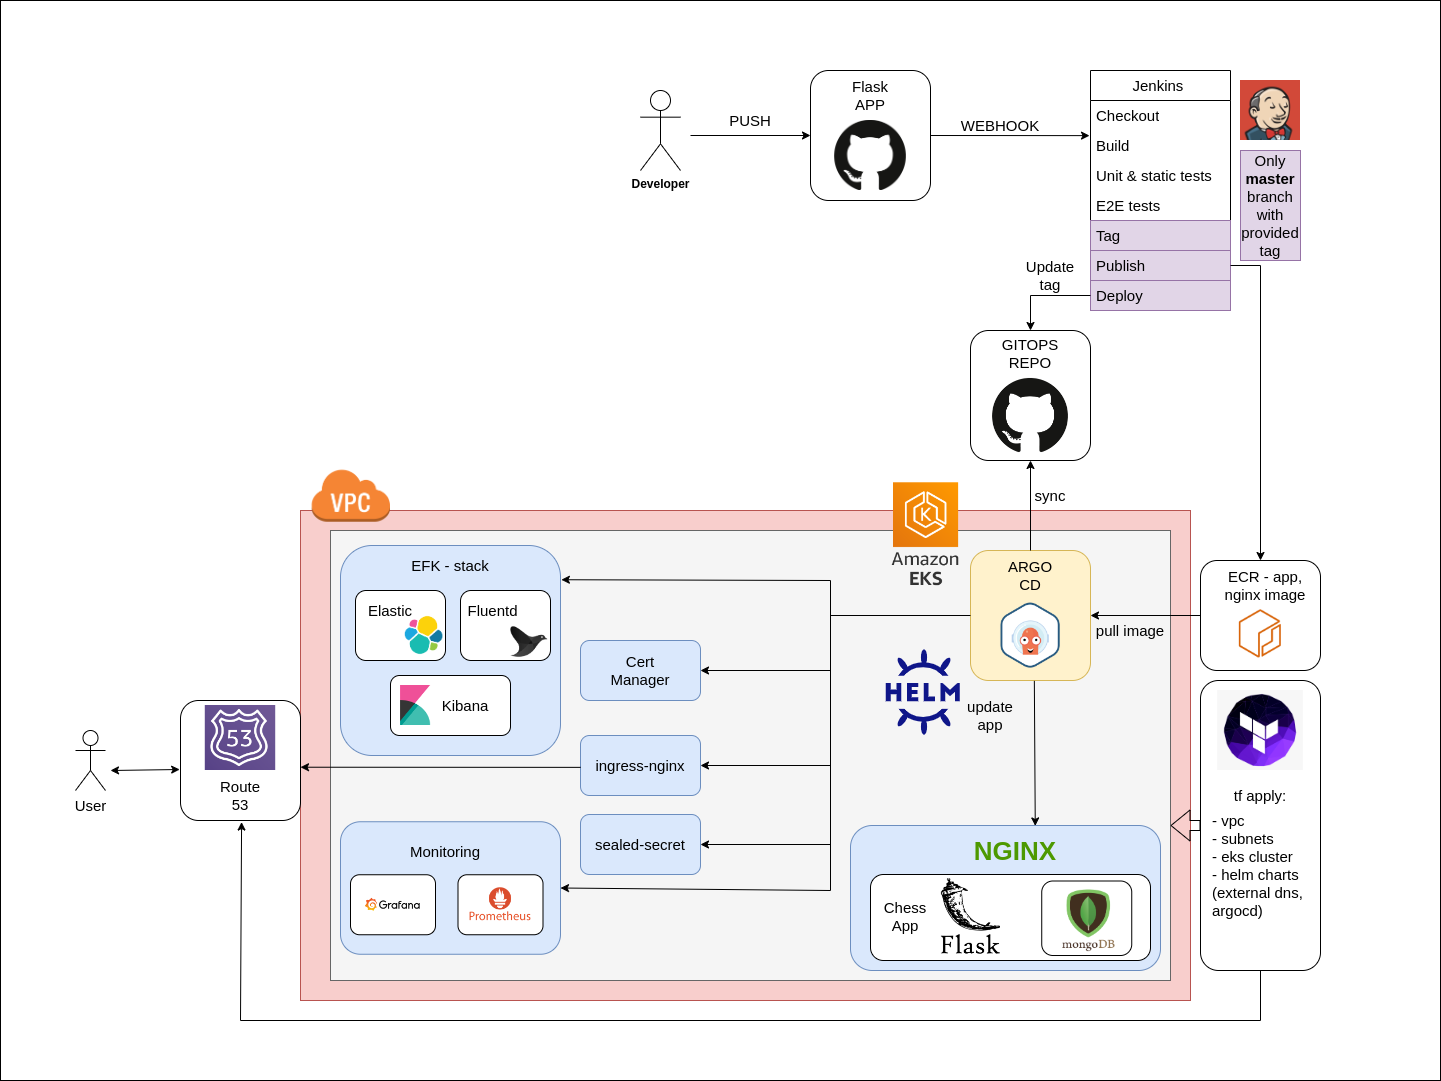 Flask
APP
PUSH
WEBHOOK
Developer
Jenkins
Checkout
Build
Unit & static tests
E2E tests
Tag
Publish
Deploy
Only
master
branch
with
provided
tag
Update
tag
GITOPS
REPO
sync
VPC
K
Amazon
EKS
ARGO
CD
ECR - app,
nginx image
pull image
EFK - stack
Elastic
Fluentd
Kibana
Cert
Manager
HELM
update
app
ingress-nginx
sealed-secret
53
Route
53
User
Monitoring
Grafana
Prometheus
NGINX
Chess
App
Flask
mongoDB
tf apply:
- vpc
- subnets
- eks cluster
- helm charts
(external dns,
argocd)